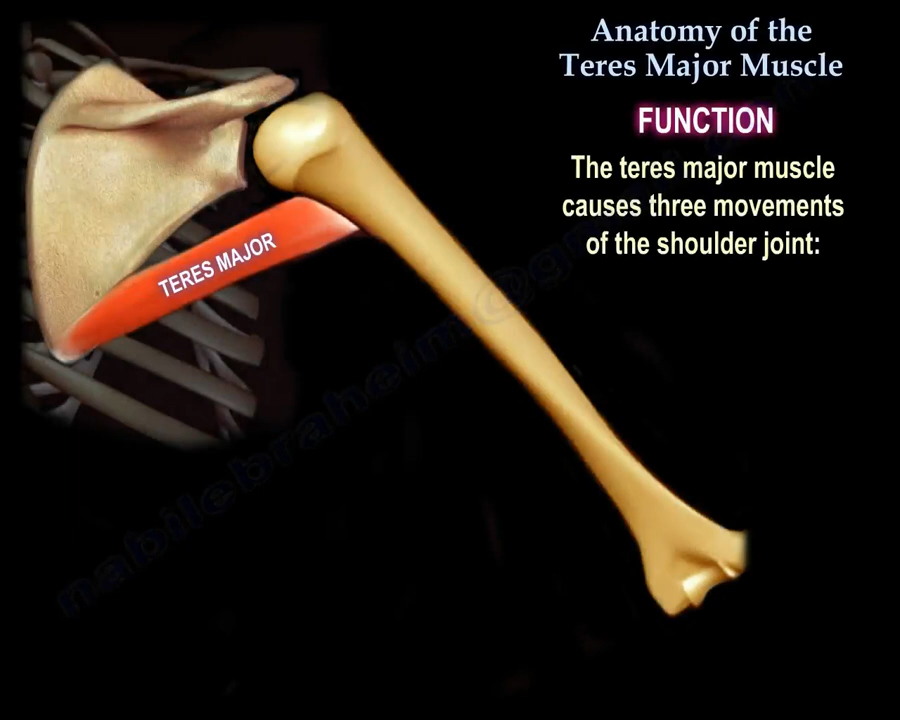 Anatomy of the
Teres Major Muscle
FUNCTION
The teres major muscle
causes three movements
of the shoulder joint:
TERES MAJOR